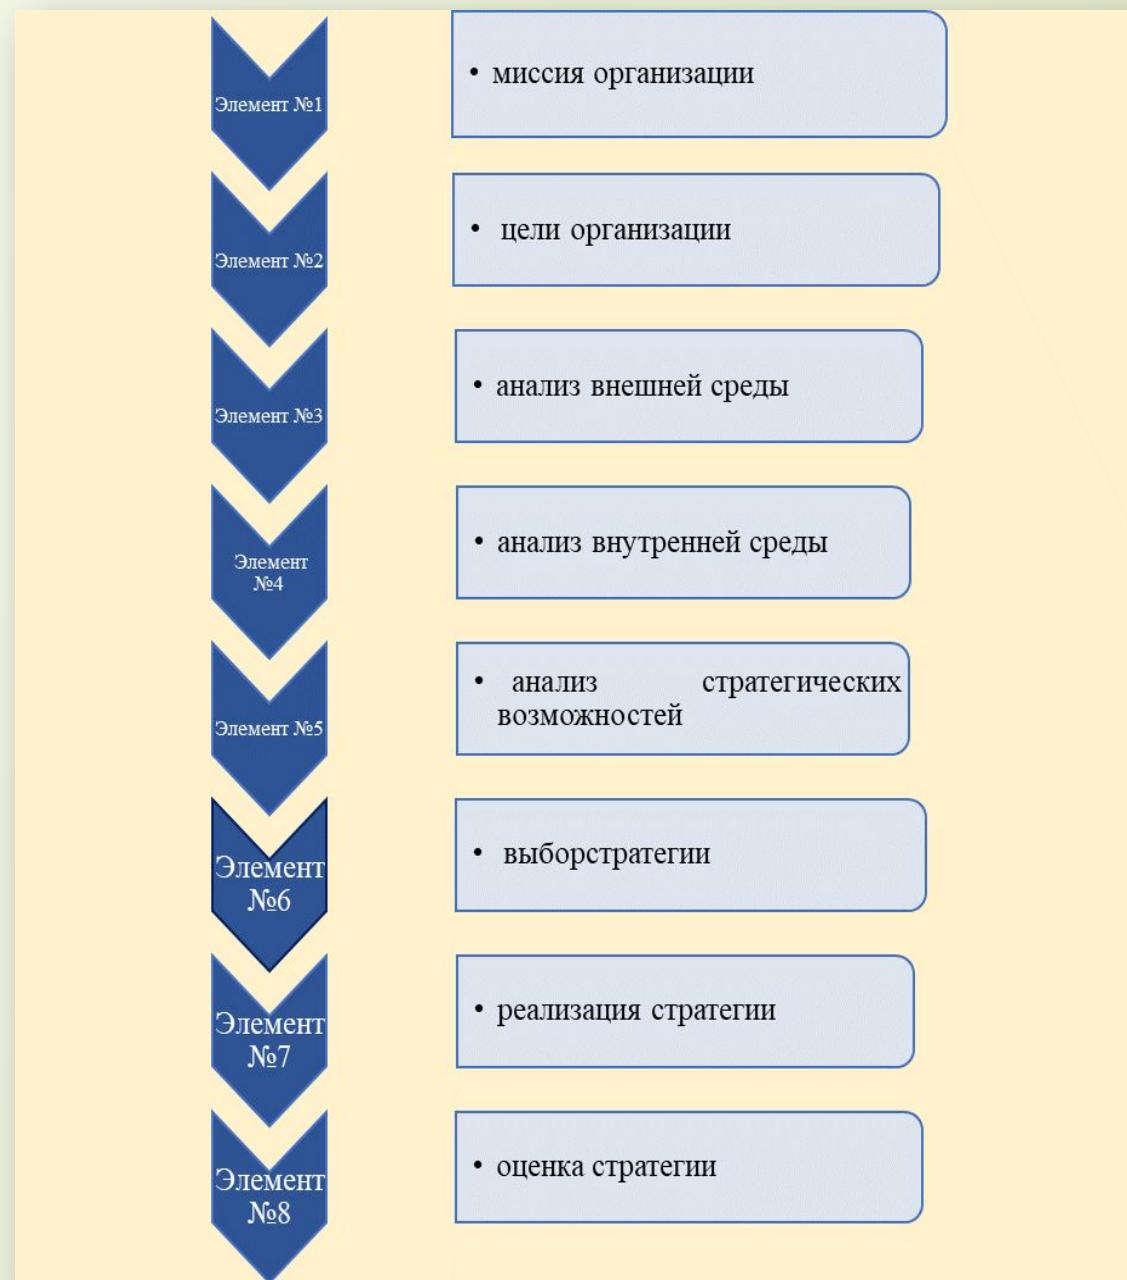 Элемент №1
• миссия организации
Элемент №2
• цели организации
Элемент №3
• анализ внешней среды
Элемент
№4
• анализ внутренней среды
Элемент №5
• анализ стратегических
возможностей
Элемент
№6
• выборстратегии
Элемент
№7
• реализация стратегии
Элемент
№8
• оценка стратегии